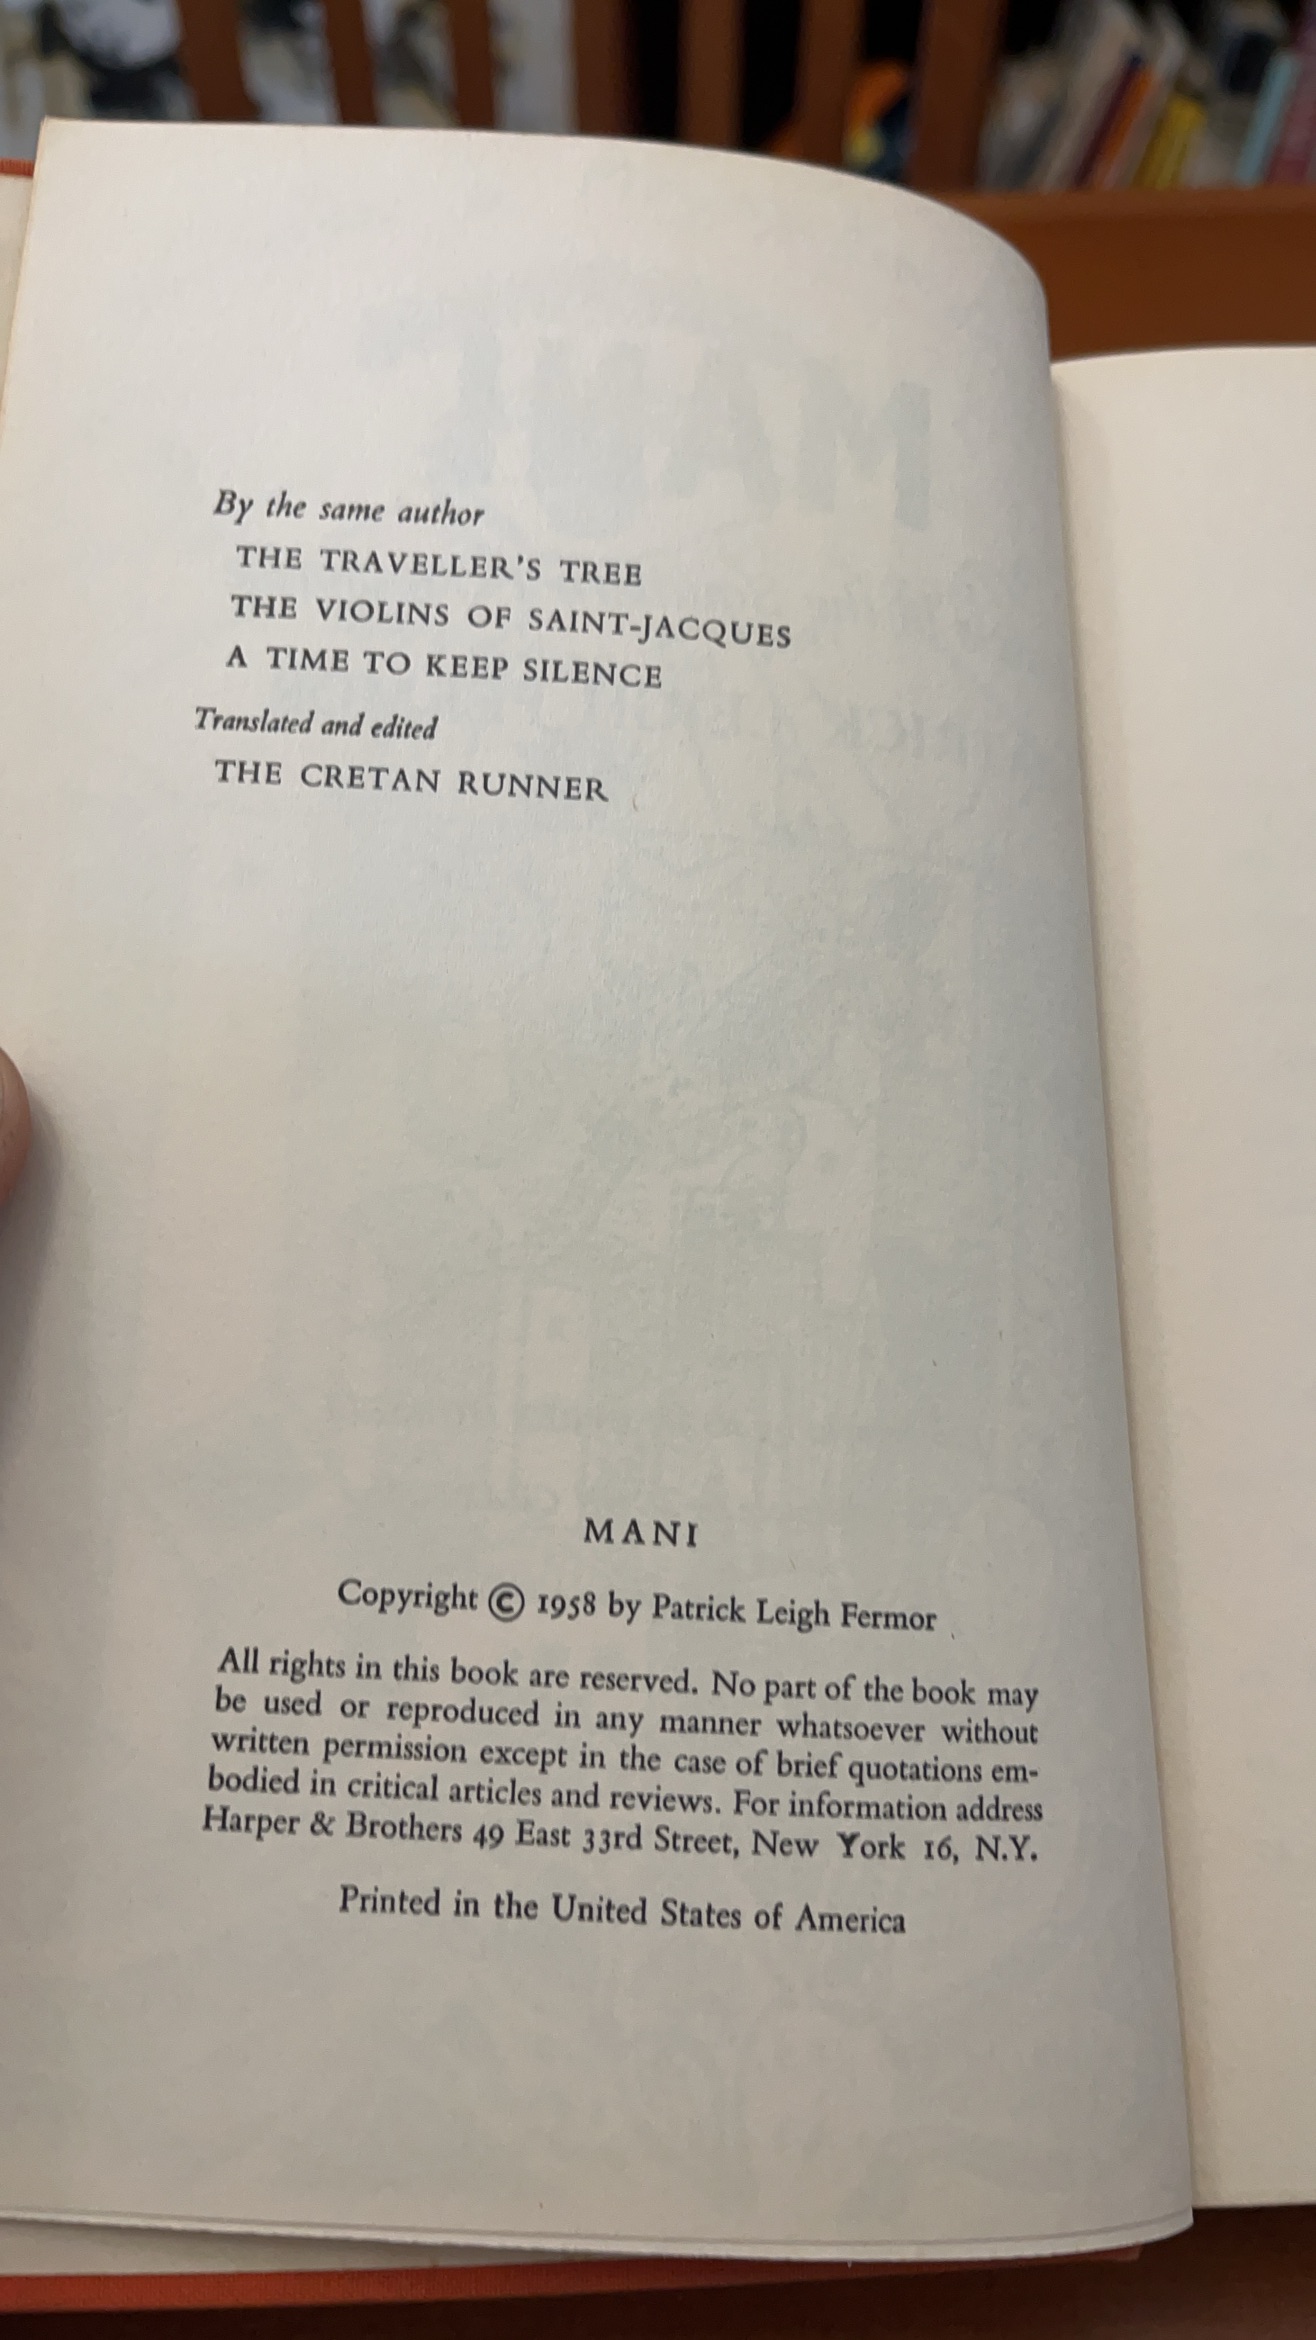 By the same author
THE TRAVELLER'S TREE
THE VIOLINS OF SAINT-JACQUES
A TIME TO KEEP SILENCE
Translated and edited
THE CRETAN RUNNER
MANI
Copyright © 1958 by Patrick Leigh Fermor
All rights in this book are reserved. No part of the book may
be used or reproduced in any manner whatsoever without
written permission except in the case of brief quotations em-
bodied in critical articles and reviews. For information address
Harper & Brothers 49 East 33rd Street, New York 16, N.Y.
Printed in the United States of America